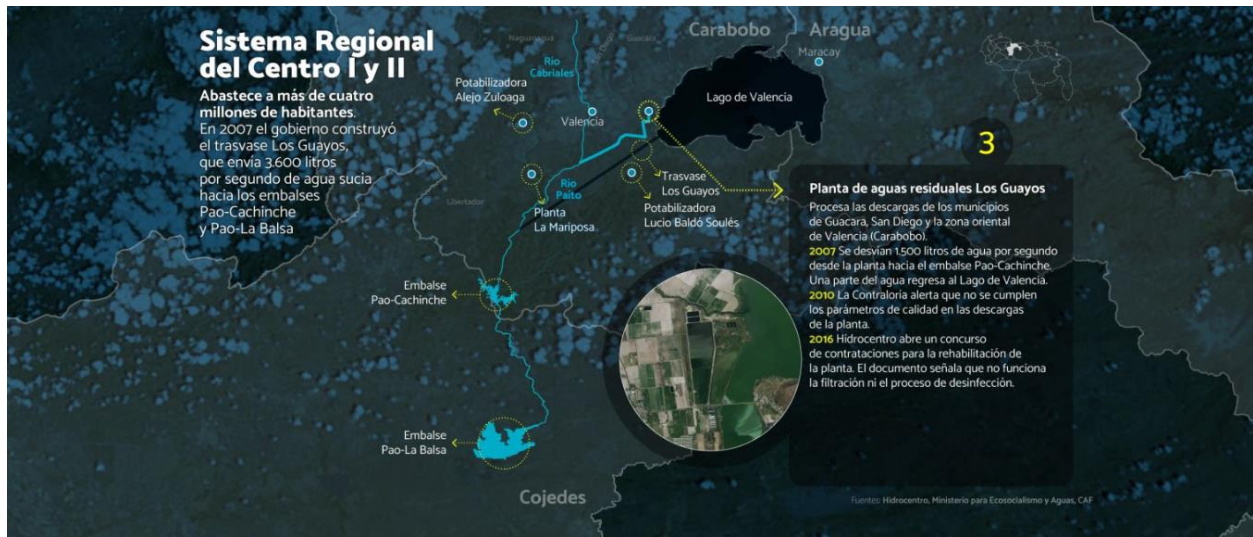 Sistema Regional
del Centro I y II
Abastece a más de cuatro
millones de habitantes.
En 2007 el gobierno construyó
el trasvase Los Guayos,
que envía 3.600 litros
por segundo de agua sucia
hacia los embalses
Pao-Cachinche
y Pao-La Balsa
Naguanagua
San Diego
Guacara
Carabobo
Aragua
Maracay
Río
Cabriales
Potabilizadora
Alejo Zuloaga
Valencia
Lago de Valencia
Libertador
Río
Paito
Planta
La Mariposa
Trasvase
Los Guayos
Potabilizadora
Lucio Baldó Soulés
Embalse
Pao-Cachinche
Embalse
Pao-La Balsa
Cojedes
3
Planta de aguas residuales Los Guayos
Procesa las descargas de los municipios
de Guacara, San Diego y la zona oriental
de Valencia (Carabobo).
2007 Se desvían 1.500 litros de agua por segundo
desde la planta hacia el embalse Pao-Cachinche.
Una parte del agua regresa al Lago de Valencia.
2010 La Contraloría alerta que no se cumplen
los parámetros de calidad en las descargas
de la planta.
2016 Hidrocentro abre un concurso
de contrataciones para la rehabilitación de
la planta. El documento señala que no funciona
la filtración ni el proceso de desinfección.
Fuentes: Hidrocentro, Ministerio para Ecosocialismo y Aguas, CAF